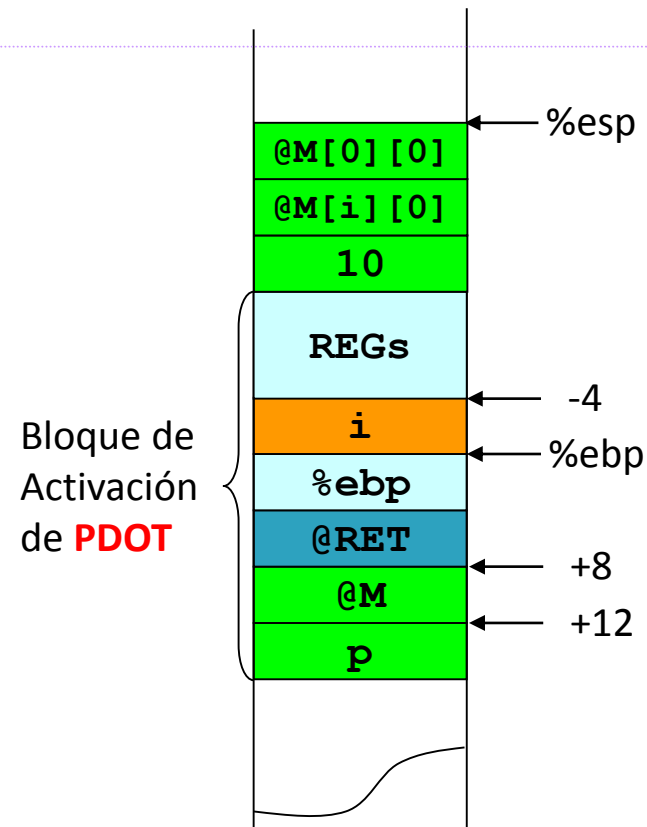 %esp
@M[0][0]
@M[i][0]
10
REGs
-4
i
%ebp
%ebp
@RET
+8
@M
+12
p
Bloque de
Activación
de PDOT